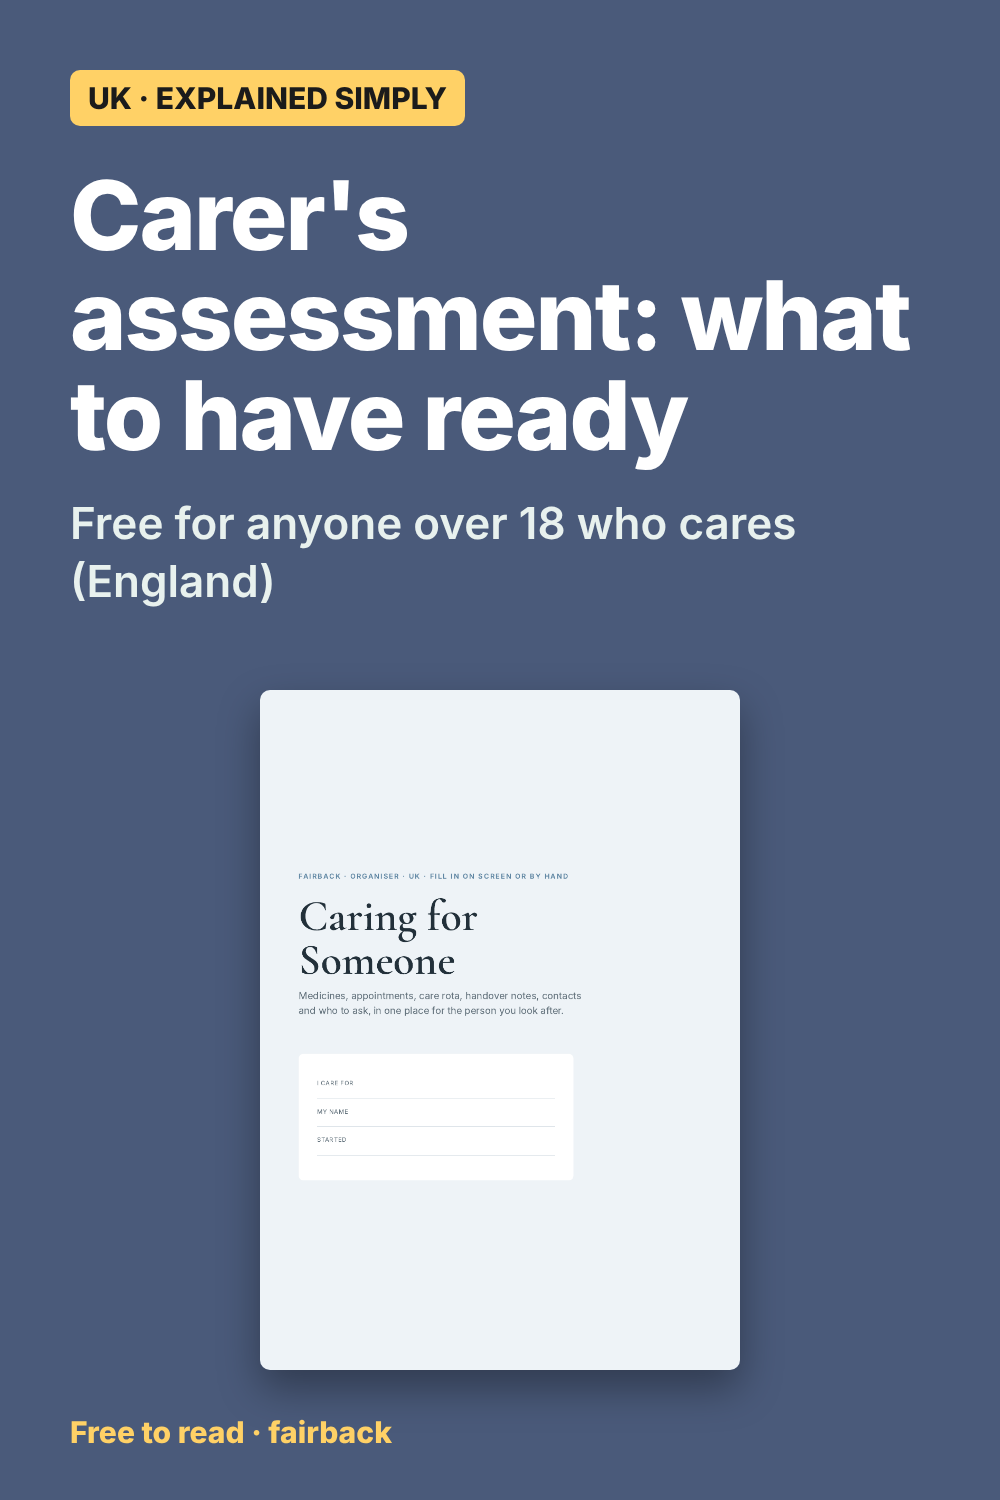 UK · EXPLAINED SIMPLY
Carer's
assessment: what
to have ready
Free for anyone over 18 who cares
(England)
FAIRBACK · ORGANISER · UK · FILL IN ON SCREEN OR BY HAND
Caring for
Someone
Medicines, appointments, care rota, handover notes, contacts
and who to ask, in one place for the person you look after.
I CARE FOR
MY NAME
STARTED
Free to read · fairback